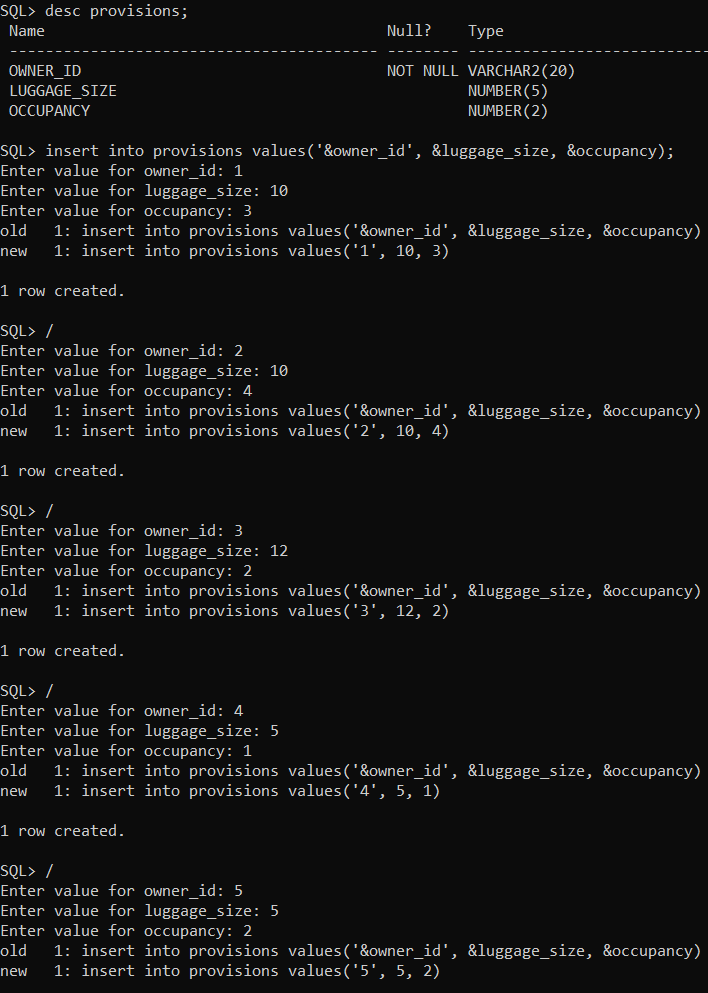 SQL> desc provisions;
 Name                                      Null?    Type
 ----------------------------------------- -------- ---------------------------
 OWNER_ID                                  NOT NULL VARCHAR2(20)
 LUGGAGE_SIZE                                       NUMBER(5)
 OCCUPANCY                                          NUMBER(2)
SQL> insert into provisions values('&owner_id', &luggage_size, &occupancy);
Enter value for owner_id: 1
Enter value for luggage_size: 10
Enter value for occupancy: 3
old   1: insert into provisions values('&owner_id', &luggage_size, &occupancy)
new   1: insert into provisions values('1', 10, 3)
1 row created.
SQL> /
Enter value for owner_id: 2
Enter value for luggage_size: 10
Enter value for occupancy: 4
old   1: insert into provisions values('&owner_id', &luggage_size, &occupancy)
new   1: insert into provisions values('2', 10, 4)
1 row created.
SQL> /
Enter value for owner_id: 3
Enter value for luggage_size: 12
Enter value for occupancy: 2
old   1: insert into provisions values('&owner_id', &luggage_size, &occupancy)
new   1: insert into provisions values('3', 12, 2)
1 row created.
SQL> /
Enter value for owner_id: 4
Enter value for luggage_size: 5
Enter value for occupancy: 1
old   1: insert into provisions values('&owner_id', &luggage_size, &occupancy)
new   1: insert into provisions values('4', 5, 1)
1 row created.
SQL> /
Enter value for owner_id: 5
Enter value for luggage_size: 5
Enter value for occupancy: 2
old   1: insert into provisions values('&owner_id', &luggage_size, &occupancy)
new   1: insert into provisions values('5', 5, 2)